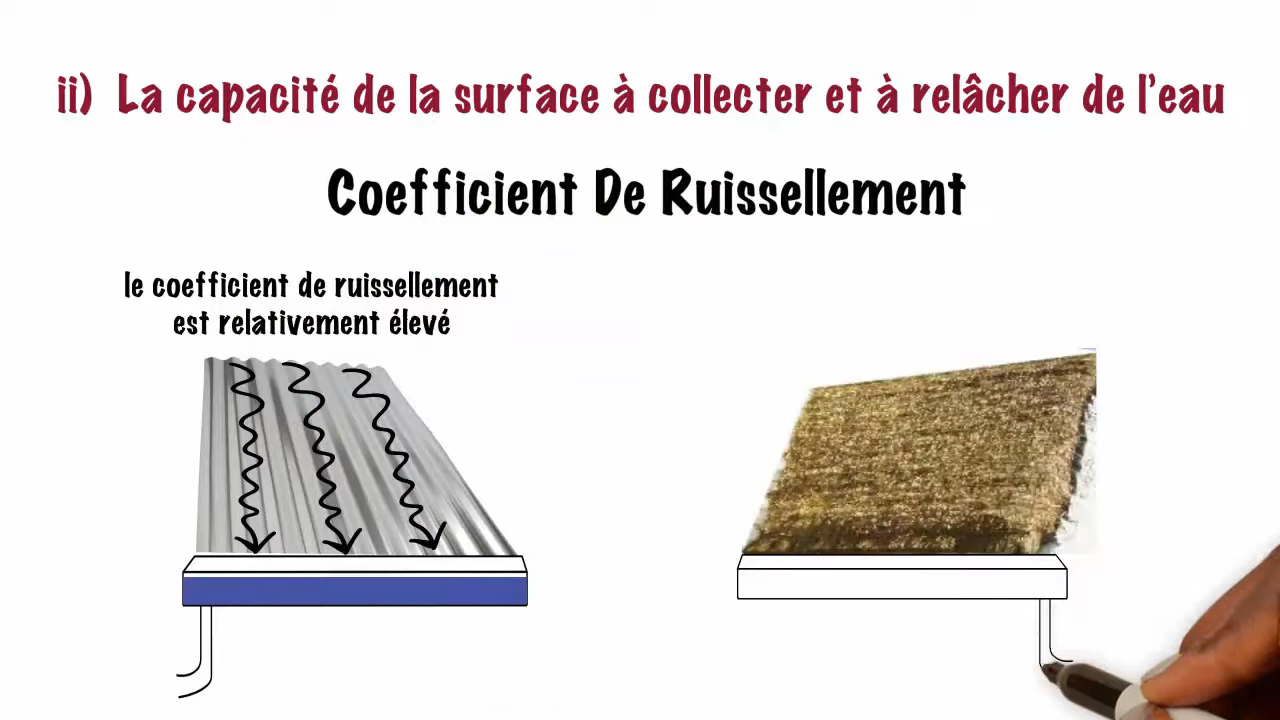 ii) La capacité de la surface à collecter et à relâcher de l'eau
Coefficient De Ruissellement
le coefficient de ruissellement
est relativement élevé